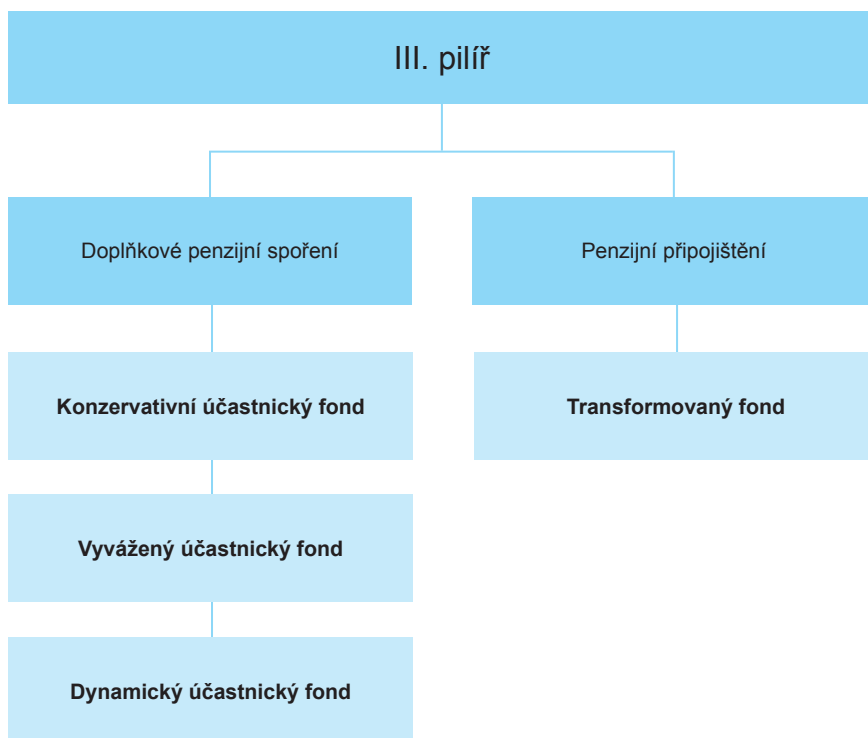 III. pilíř
Doplňkové penzijní spoření
Konzervativní účastnický fond
Vyvážený účastnický fond
Dynamický účastnický fond
Penzijní připojištění
Transformovaný fond